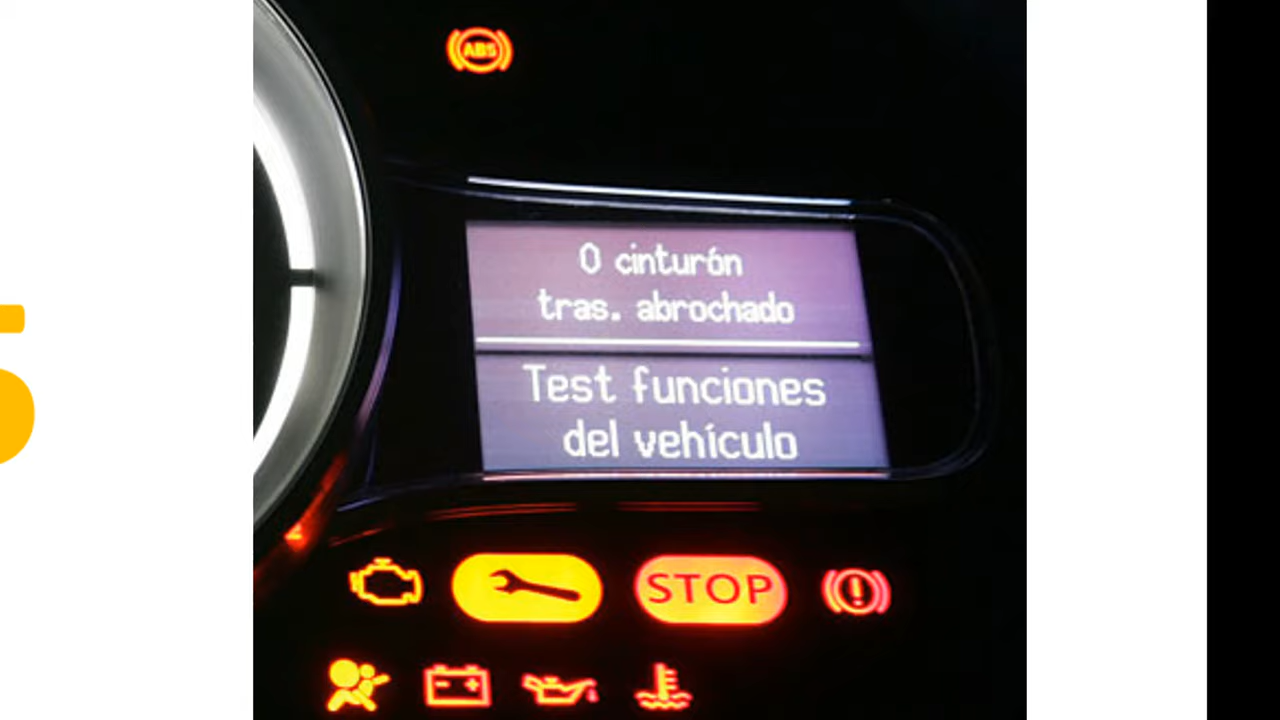 ABS
0 cinturón
tras. abrochado
Test funciones
del vehículo
STOP